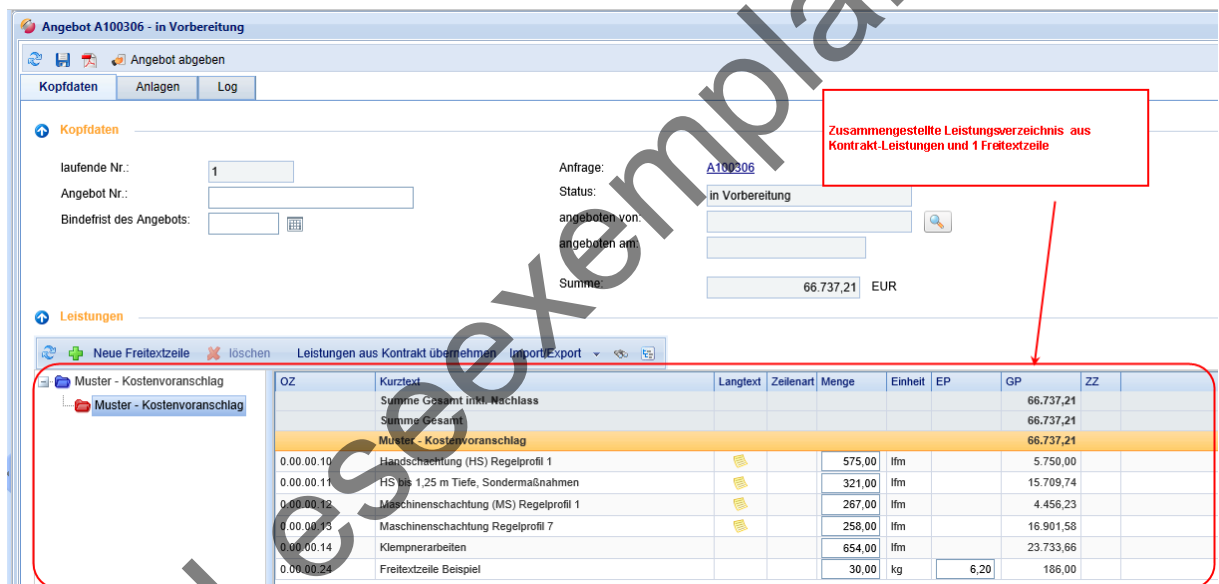 Angebot A100306 - in Vorbereitung
Angebot abgeben
Kopfdaten Anlagen Log
Zusammengestellte Leistungsverzeichnis aus
Kontrakt-Leistungen und 1 Freitextzeile
Kopfdaten
laufende Nr.: 1 Anfrage: A100306
Angebot Nr.: Status: in Vorbereitung
Bindefrist des Angebots: angeboten von:
angeboten am:
Summe: 66.737,21 EUR
Leistungen
Neue Freitextzeile löschen Leistungen aus Kontrakt übernehmen Import/Export
Muster - Kostenvoranschlag
Muster - Kostenvoranschlag
OZ Kurztext Langtext Zeilenart Menge Einheit EP GP ZZ
Summe Gesamt inkl. Nachlass 66.737,21
Summe Gesamt 66.737,21
Muster - Kostenvoranschlag 66.737,21
0.00.00.10 Handschachtung (HS) Regelprofil 1 575,00 lfm 5.750,00
0.00.00.11 HS bis 1,25 m Tiefe, Sondermaßnahmen 321,00 lfm 15.709,74
0.00.00.12 Maschinenschachtung (MS) Regelprofil 1 267,00 lfm 4.456,23
0.00.00.13 Maschinenschachtung Regelprofil 7 258,00 lfm 16.901,58
0.00.00.14 Klempnerarbeiten 654,00 lfm 23.733,66
0.00.00.24 Freitextzeile Beispiel 30,00 kg 6,20 186,00
Leseexemplar